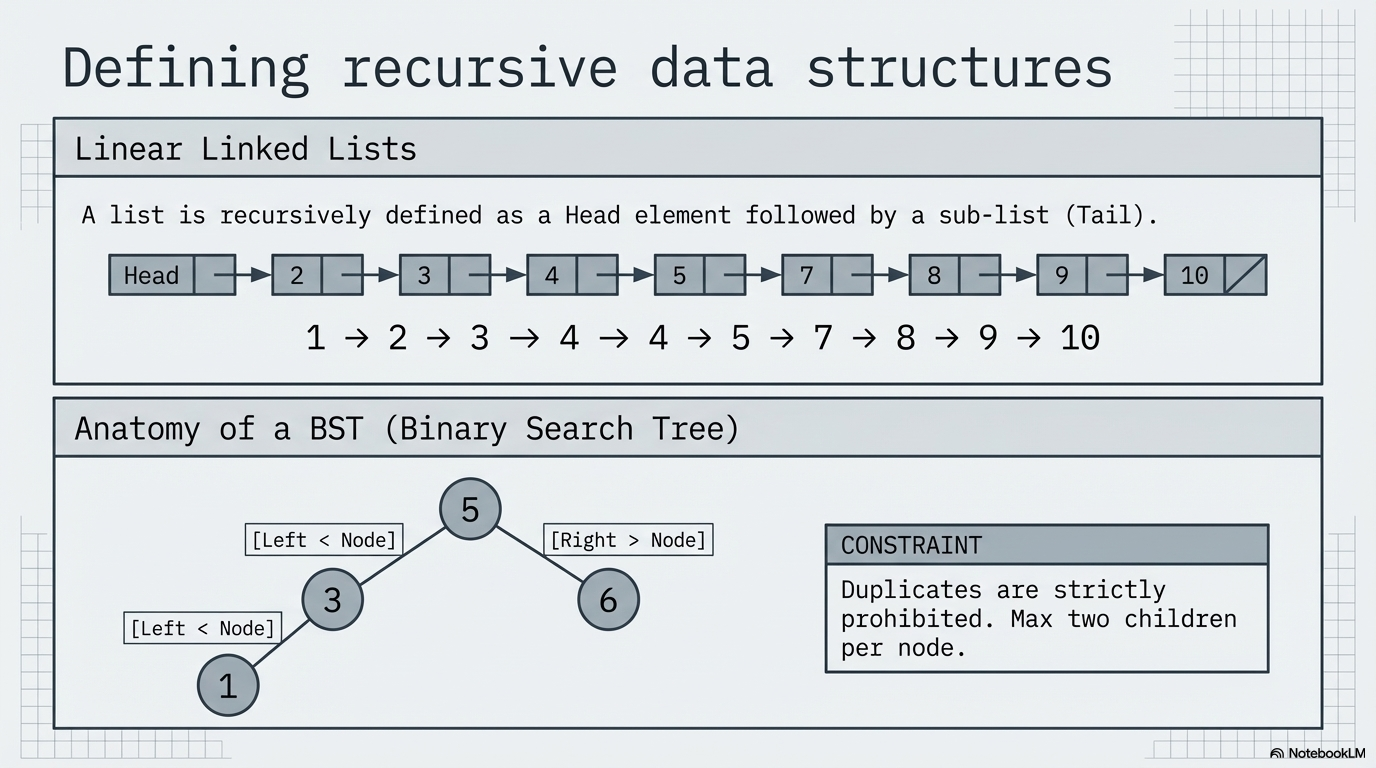 Defining recursive data structures
Linear Linked Lists
A list is recursively defined as a Head element followed by a sub-list (Tail).
Head 2 3 4 5 7 8 9 10
1 → 2 → 3 → 4 → 4 → 5 → 7 → 8 → 9 → 10
Anatomy of a BST (Binary Search Tree)
5
[Left < Node] [Right > Node]
3 6
[Left < Node]
1
CONSTRAINT
Duplicates are strictly
prohibited. Max two children
per node.
NotebookLM